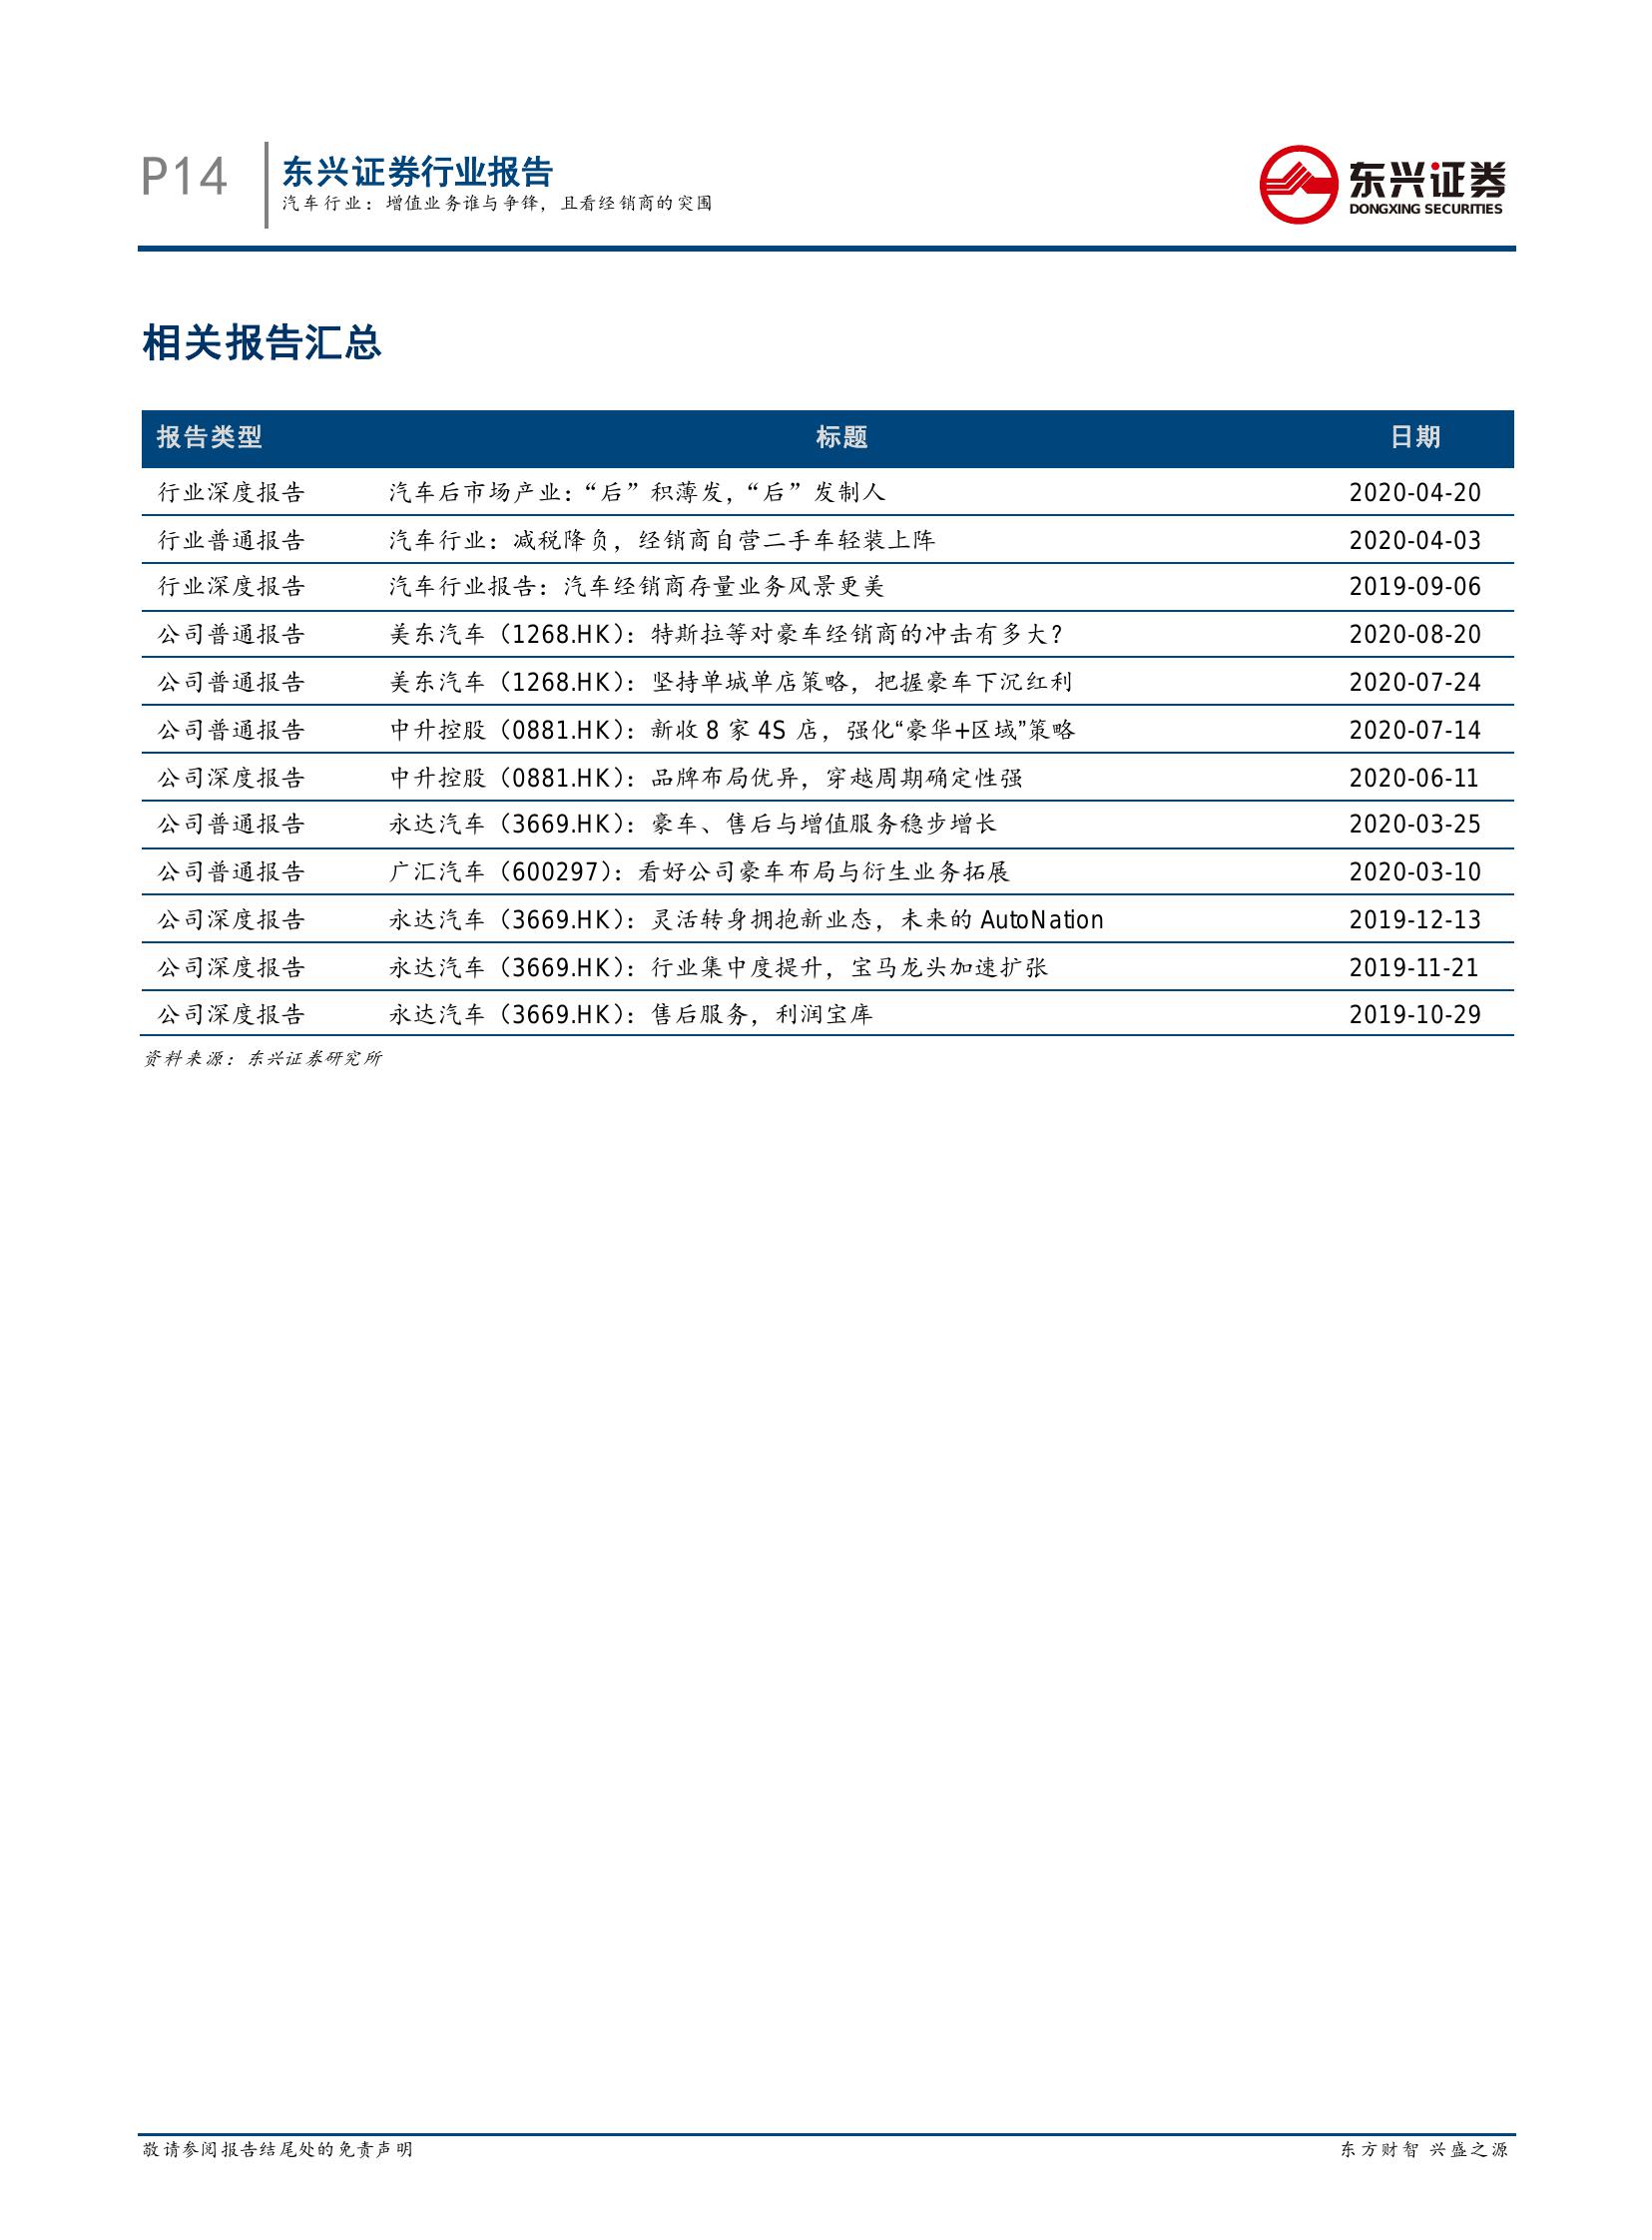 P14
东兴证券行业报告
汽车行业：增值业务谁与争锋，且看经销商的突围
东兴证券
DONGXING SECURITIES
相关报告汇总
报告类型 标题 日期
行业深度报告 汽车后市场产业：“后”积薄发，“后”发制人 2020-04-20
行业普通报告 汽车行业：减税降负，经销商自营二手车轻装上阵 2020-04-03
行业深度报告 汽车行业报告：汽车经销商存量业务风景更美 2019-09-06
公司普通报告 美东汽车（1268.HK）：特斯拉等对豪车经销商的冲击有多大？ 2020-08-20
公司普通报告 美东汽车（1268.HK）：坚持单城单店策略，把握豪车下沉红利 2020-07-24
公司普通报告 中升控股（0881.HK）：新收 8 家 4S 店，强化“豪华+区域”策略 2020-07-14
公司深度报告 中升控股（0881.HK）：品牌布局优异，穿越周期确定性强 2020-06-11
公司普通报告 永达汽车（3669.HK）：豪车、售后与增值服务稳步增长 2020-03-25
公司普通报告 广汇汽车（600297）：看好公司豪车布局与衍生业务拓展 2020-03-10
公司深度报告 永达汽车（3669.HK）：灵活转身拥抱新业态，未来的 AutoNation 2019-12-13
公司深度报告 永达汽车（3669.HK）：行业集中度提升，宝马龙头加速扩张 2019-11-21
公司深度报告 永达汽车（3669.HK）：售后服务，利润宝库 2019-10-29
资料来源：东兴证券研究所
敬请参阅报告结尾处的免责声明 东方财智 兴盛之源